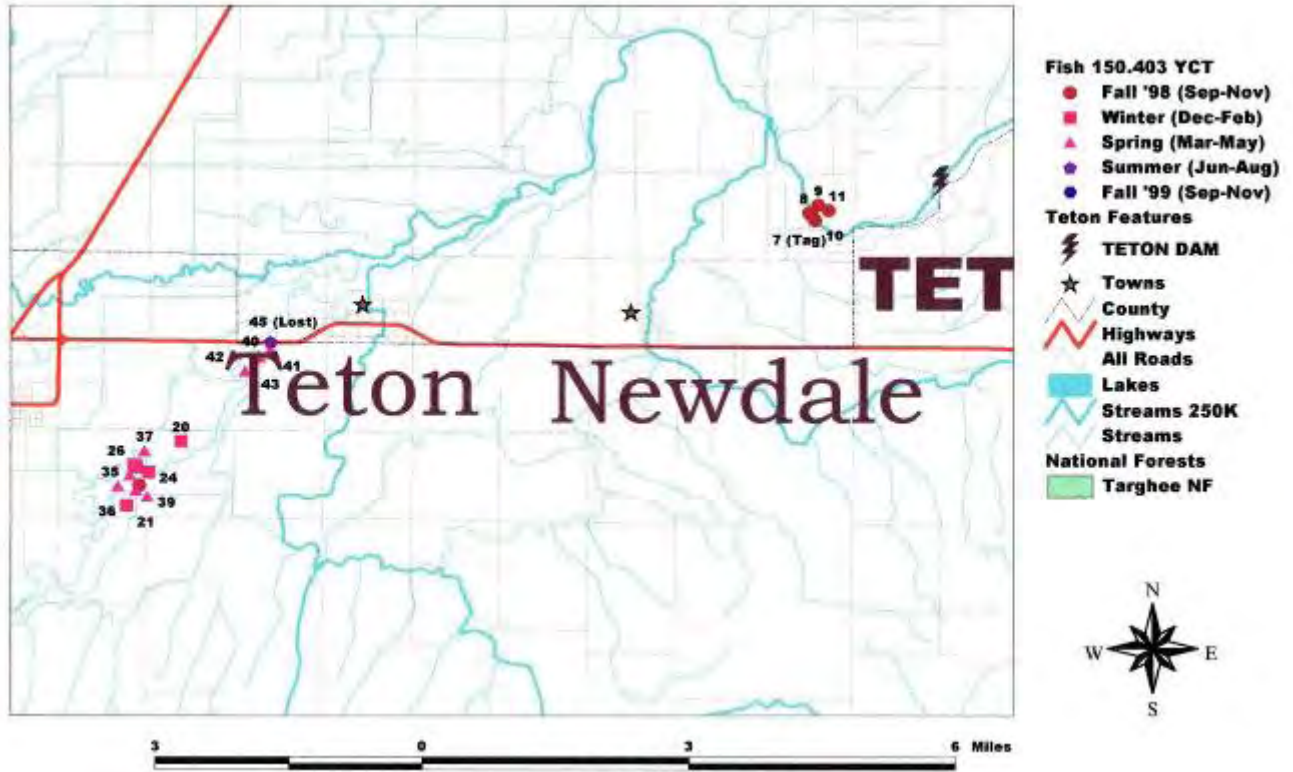 9
8
11
7 (Tag)
10
TET
45 (Lost)
40
42
41
43
Teton
Newdale
37
20
26
35
24
36
39
21
Fish 150.403 YCT
Fall '98 (Sep-Nov)
Winter (Dec-Feb)
Spring (Mar-May)
Summer (Jun-Aug)
Fall '99 (Sep-Nov)
Teton Features
TETON DAM
Towns
County
Highways
All Roads
Lakes
Streams 250K
Streams
National Forests
Targhee NF
N
W E
S
3 0 3 6 Miles